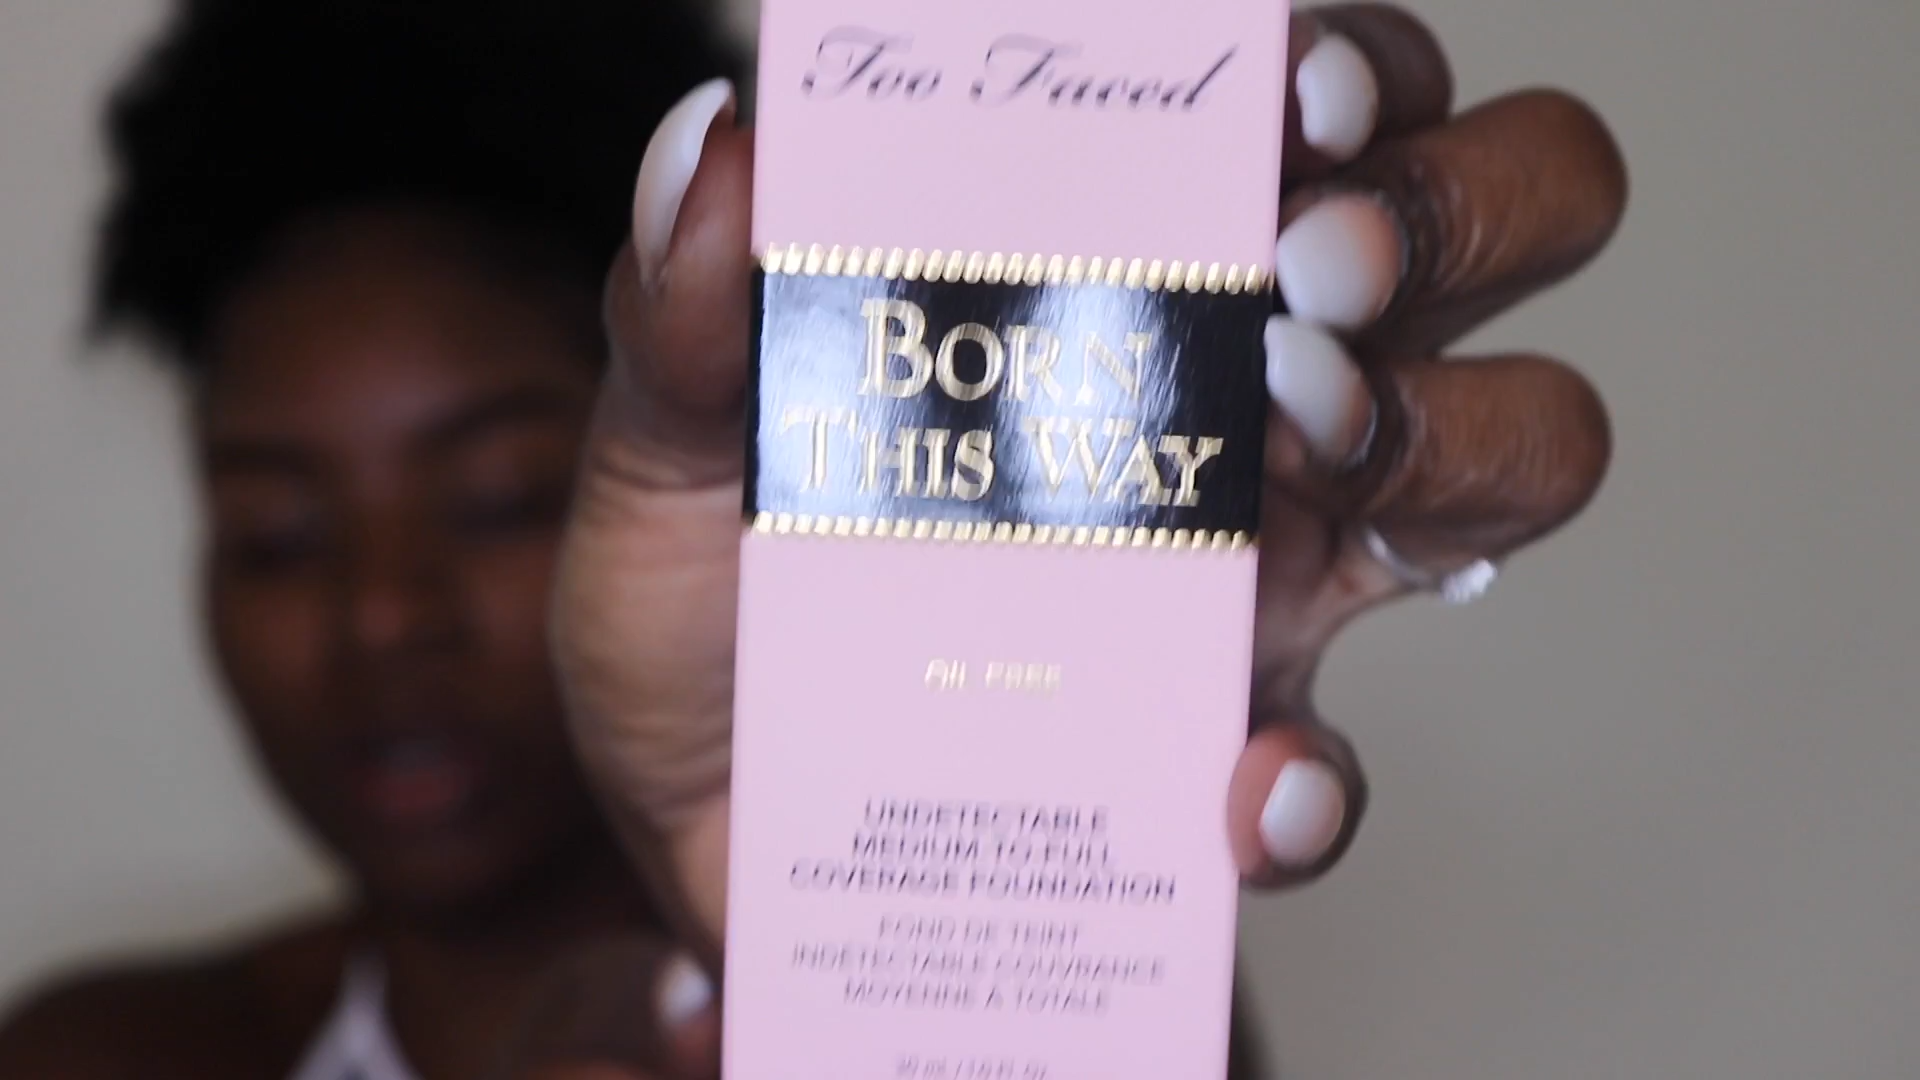 Too Faced
BORN
THIS WAY
OIL FREE
UNDETECTABLE
MEDIUM TO FULL
COVERAGE FOUNDATION
FOND DE TEINT
INDÉTECTABLE COUVRANCE
MOYENNE À TOTALE